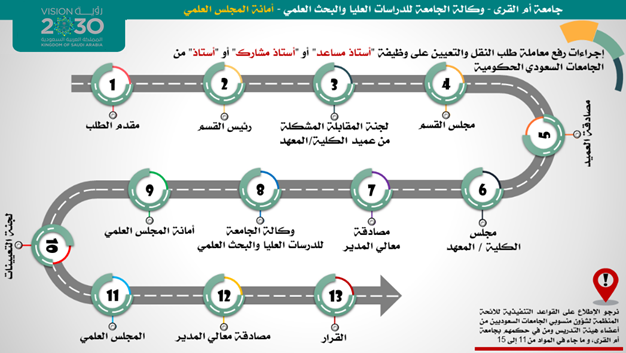 جامعة أم القرى - وكالة الجامعة للدراسات العليا والبحث العلمي - أمانة المجلس العلمي
VISION رؤيــة
2030
المملكة العربية السعودية
KINGDOM OF SAUDI ARABIA
إجراءات رفع معاملة طلب النقل والتعيين على وظيفة "أستاذ مساعد" أو "أستاذ مشارك" أو "أستاذ" من
الجامعات السعودي الحكومية
1
مقدم الطلب
2
رئيس القسم
3
لجنة المقابلة المشكلة
من عميد الكلية/المعهد
4
مجلس القسم
5
مصادقة العميد
6
مجلس
الكلية / المعهد
7
مصادقة
معالي المدير
8
وكالة الجامعة
للدراسات العليا والبحث العلمي
9
أمانة المجلس العلمي
10
لجنة التعيينات
11
المجلس العلمي
12
مصادقة معالي المدير
13
القرار
نرجو الإطلاع على القواعد التنفيذية للائحة
المنظمة لشؤون منسوبي الجامعات السعوديين من
أعضاء هيئة التدريس ومن في حكمهم بجامعة
أم القرى، و ما جاء في المواد من 11 إلى 15